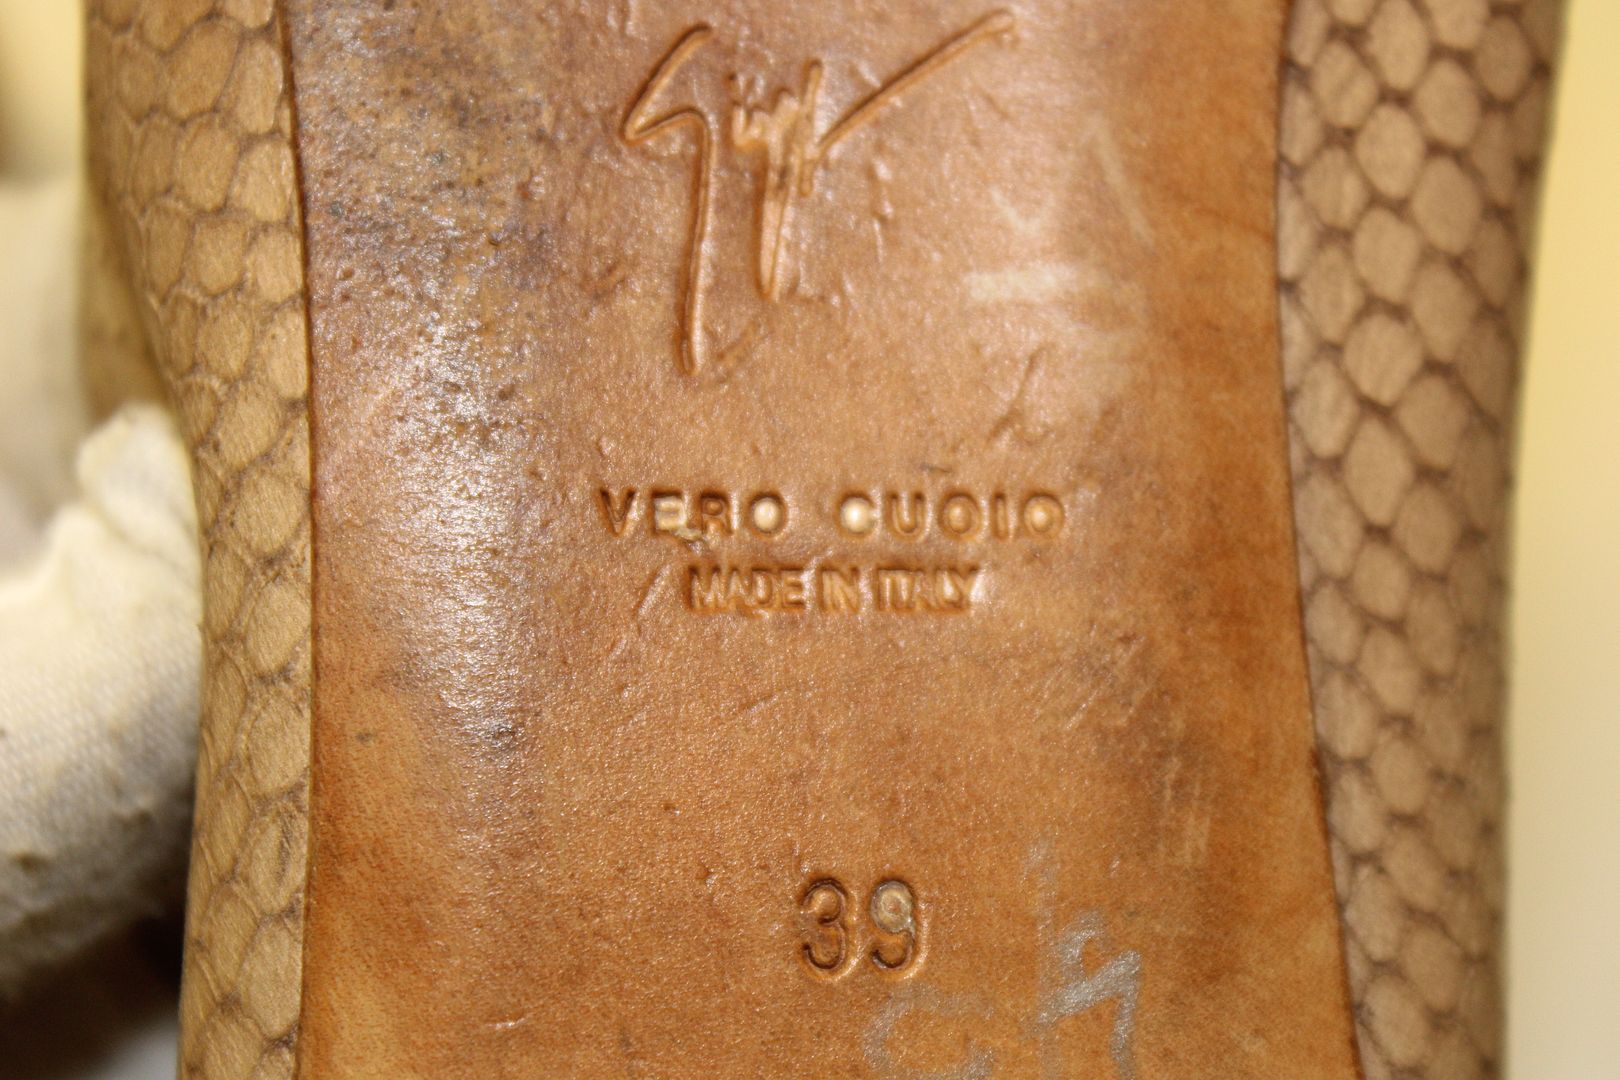 VERO CUOIO
MADE IN ITALY
39